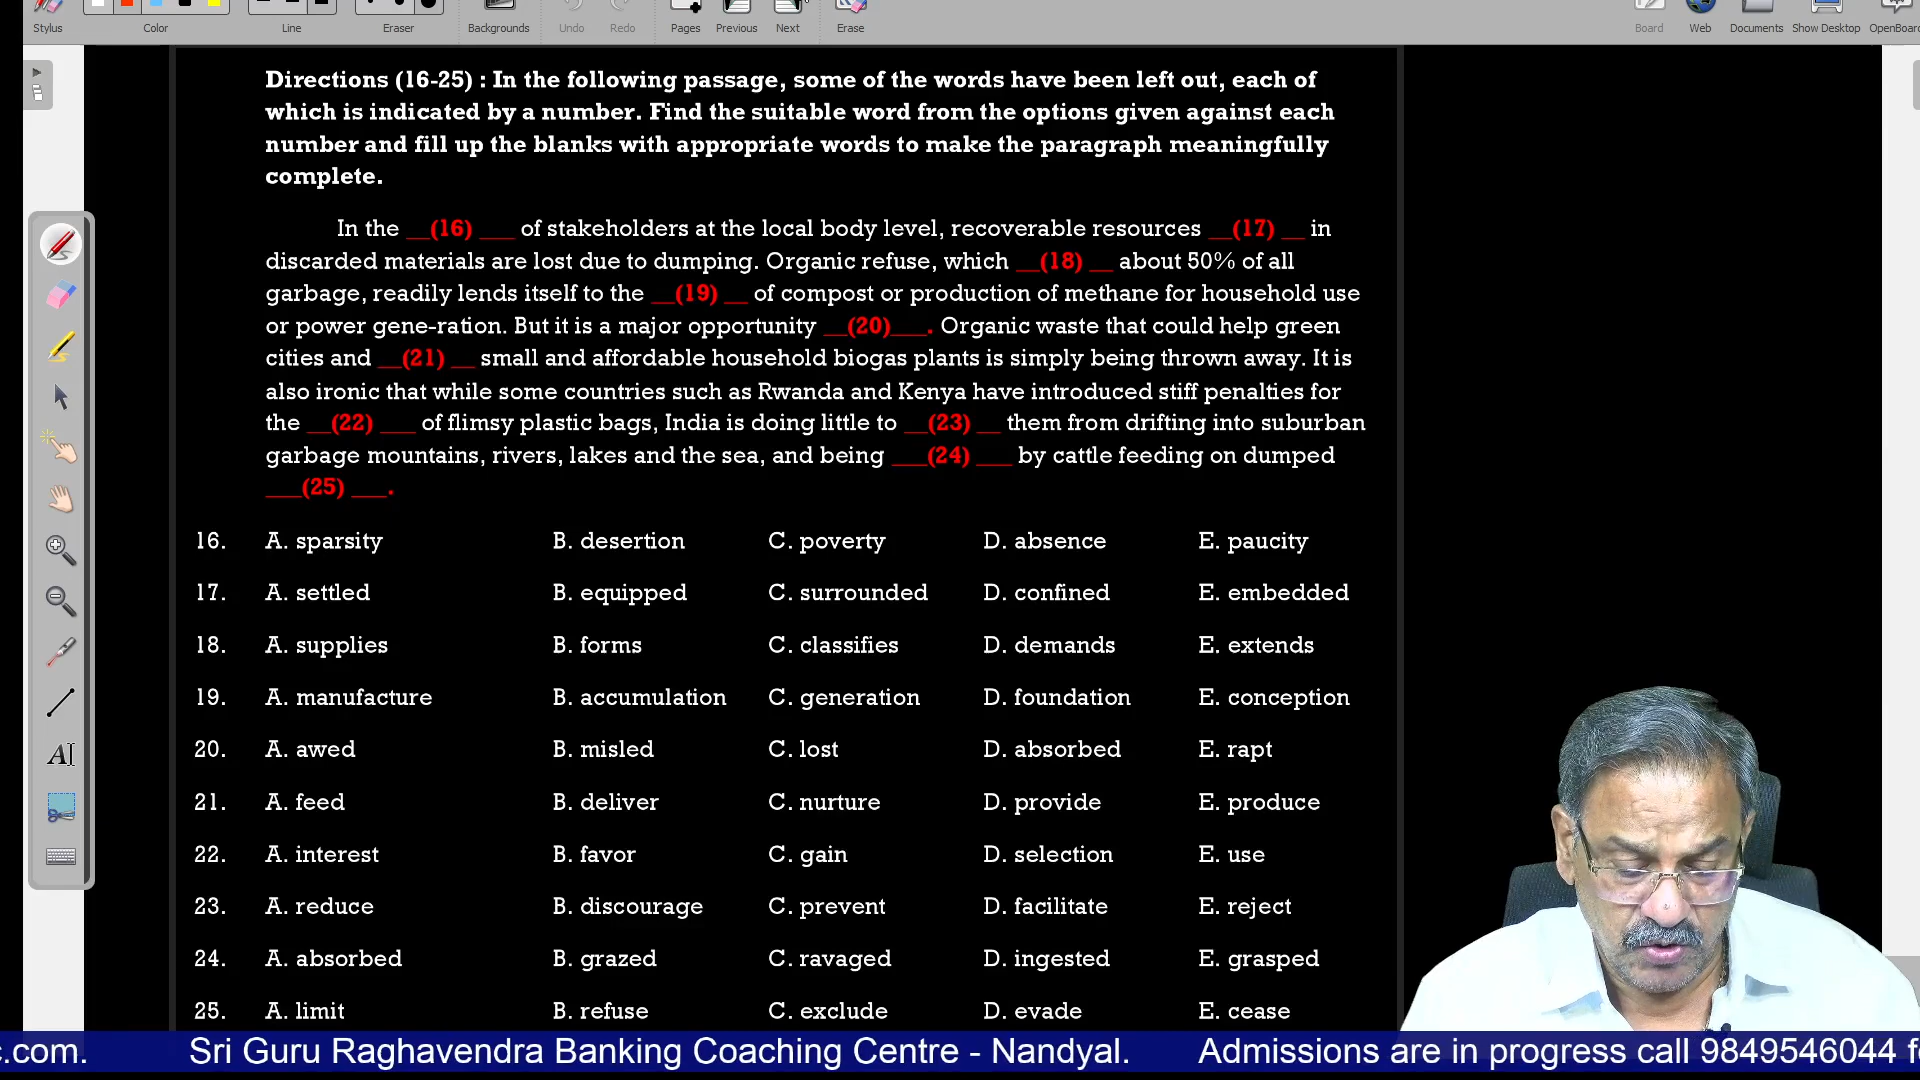 Stylus Color Line Eraser Backgrounds Undo Redo Pages Previous Next Erase Board Web Documents Show Desktop OpenBoard
Directions (16-25) : In the following passage, some of the words have been left out, each of
which is indicated by a number. Find the suitable word from the options given against each
number and fill up the blanks with appropriate words to make the paragraph meaningfully
complete.
In the __(16) ___ of stakeholders at the local body level, recoverable resources __(17) __ in
discarded materials are lost due to dumping. Organic refuse, which __(18) __ about 50% of all
garbage, readily lends itself to the __(19) __ of compost or production of methane for household use
or power gene-ration. But it is a major opportunity __(20)___. Organic waste that could help green
cities and __(21) __ small and affordable household biogas plants is simply being thrown away. It is
also ironic that while some countries such as Rwanda and Kenya have introduced stiff penalties for
the __(22) ___ of flimsy plastic bags, India is doing little to __(23) __ them from drifting into suburban
garbage mountains, rivers, lakes and the sea, and being ___(24) ___ by cattle feeding on dumped
___(25) ___.
16. A. sparsity B. desertion C. poverty D. absence E. paucity
17. A. settled B. equipped C. surrounded D. confined E. embedded
18. A. supplies B. forms C. classifies D. demands E. extends
19. A. manufacture B. accumulation C. generation D. foundation E. conception
20. A. awed B. misled C. lost D. absorbed E. rapt
21. A. feed B. deliver C. nurture D. provide E. produce
22. A. interest B. favor C. gain D. selection E. use
23. A. reduce B. discourage C. prevent D. facilitate E. reject
24. A. absorbed B. grazed C. ravaged D. ingested E. grasped
25. A. limit B. refuse C. exclude D. evade E. cease
c.com. Sri Guru Raghavendra Banking Coaching Centre - Nandyal. Admissions are in progress call 9849546044 f